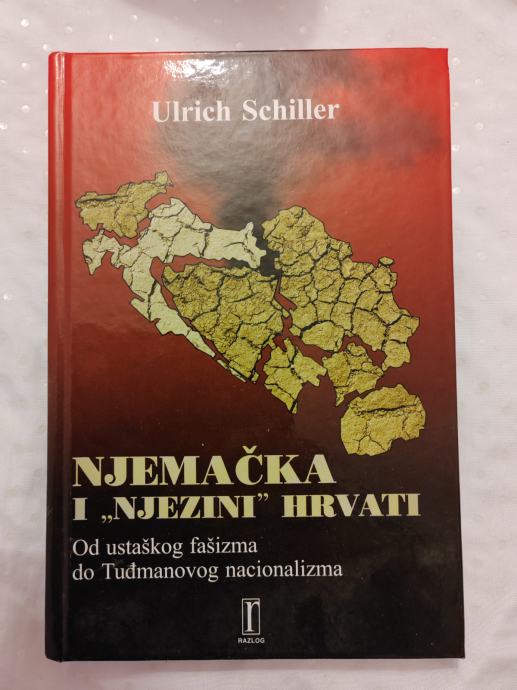 Ulrich Schiller
NJEMAČKA
I „NJEZINI” HRVATI
Od ustaškog fašizma
do Tuđmanovog nacionalizma
r
RAZLOG